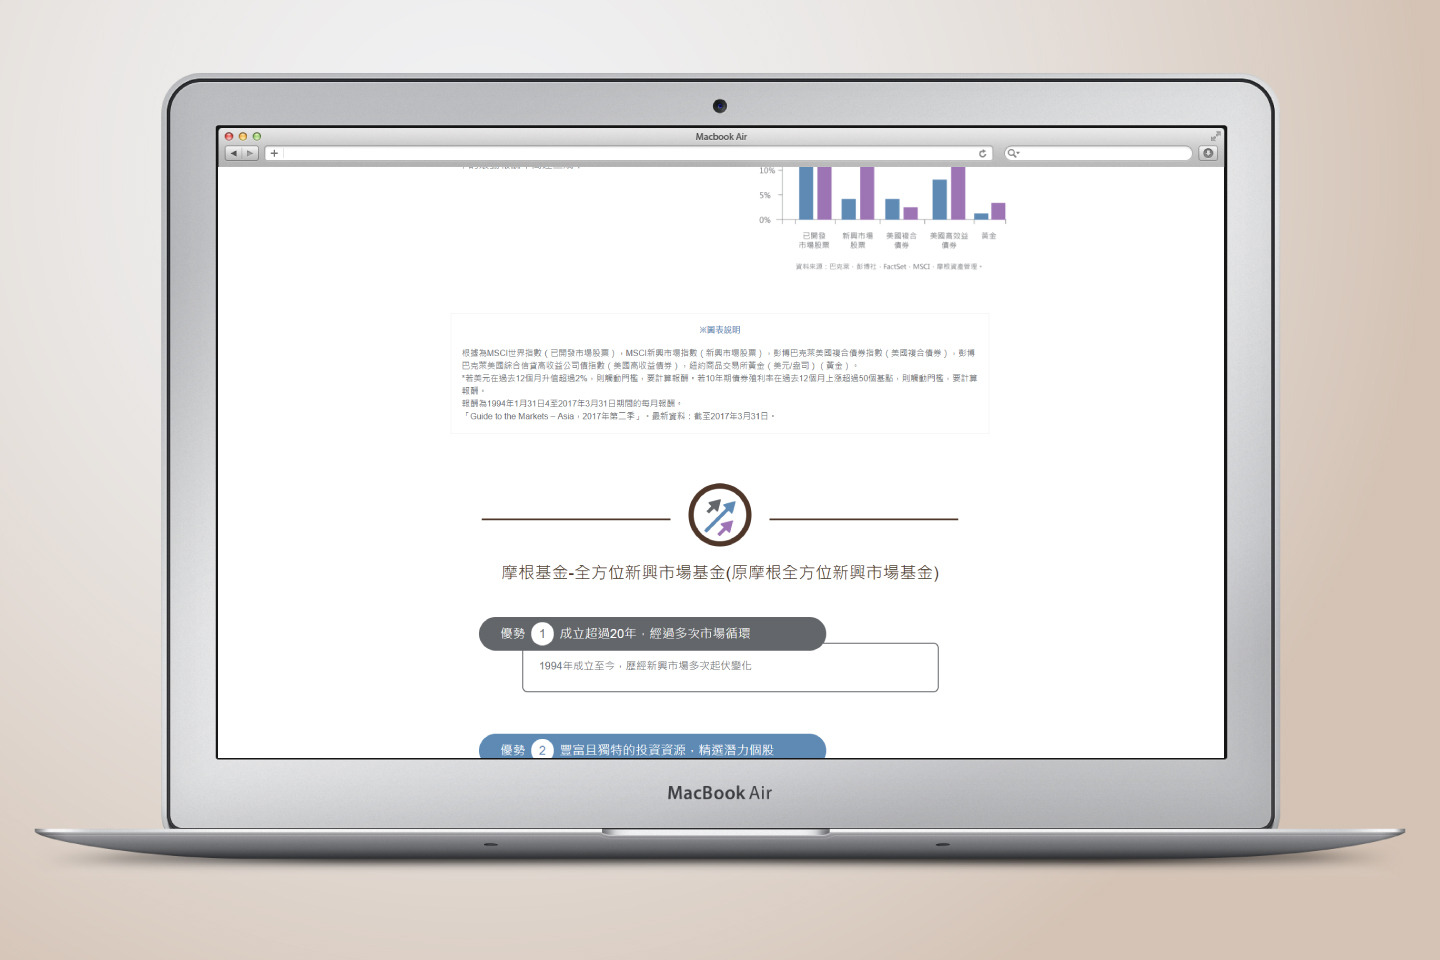 Macbook Air
10%
5%
0%
已開發
市場股票
新興市場
股票
美國複合
債券
美國高效益
債券
黃金
資料來源：巴克萊，彭博社，FactSet，MSCI，摩根資產管理。
※圖表說明
根據為MSCI世界指數（已開發市場股票），MSCI新興市場指數（新興市場股票），彭博巴克萊美國複合債券指數（美國複合債券），彭博
巴克萊美國綜合信貸高收益公司債指數（美國高收益債券），紐約商品交易所黃金（美元/盎司）（黃金）。
*若美元在過去12個月升值超過2%，則觸動門檻，要計算報酬。若10年期債券殖利率在過去12個月上漲超過50個基點，則觸動門檻，要計算
報酬。
報酬為1994年1月31日4至2017年3月31日期間的每月報酬。
「Guide to the Markets – Asia，2017年第二季」。最新資料：截至2017年3月31日。
摩根基金-全方位新興市場基金(原摩根全方位新興市場基金)
優勢 1 成立超過20年，經過多次市場循環
1994年成立至今，歷經新興市場多次起伏變化
優勢 2 豐富且獨特的投資資源，精選潛力個股
MacBook Air